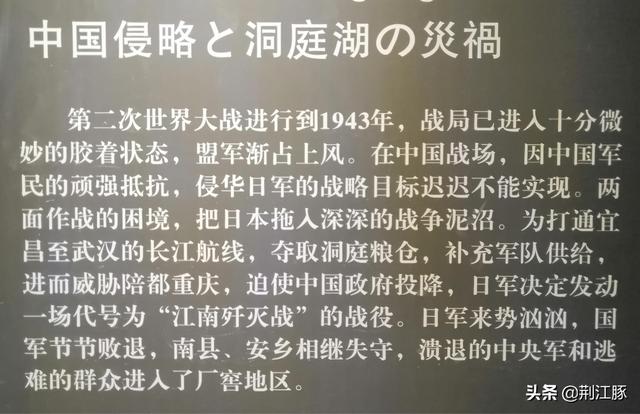 中国侵略と洞庭湖の災禍
第二次世界大战进行到1943年，战局已进入十分微
妙的胶着状态，盟军渐占上风。在中国战场，因中国军
民的顽强抵抗，侵华日军的战略目标迟迟不能实现。两
面作战的困境，把日本拖入深深的战争泥沼。为打通宜
昌至武汉的长江航线，夺取洞庭粮仓，补充军队供给，
进而威胁陪都重庆，迫使中国政府投降，日军决定发动
一场代号为“江南歼灭战”的战役。日军来势汹汹，国
军节节败退，南县、安乡相继失守，溃退的中央军和逃
难的群众进入了厂窖地区。
头条 @荆江豚